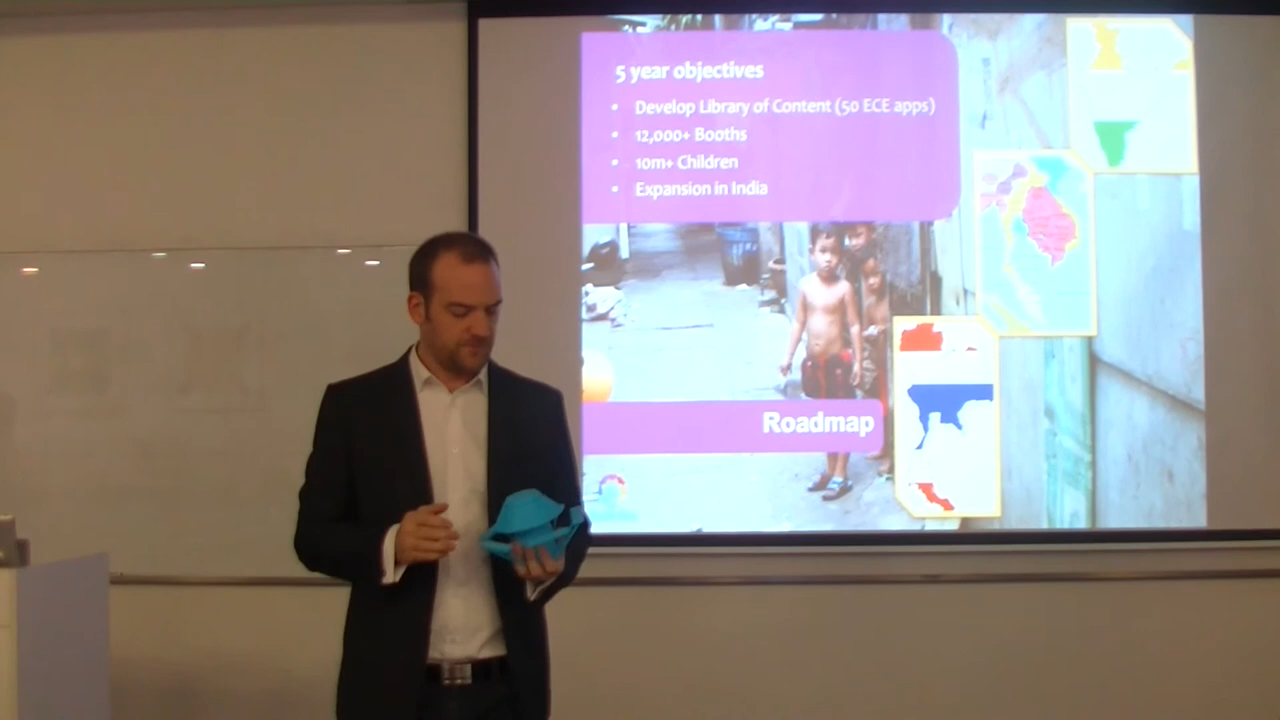 5 year objectives
• Develop Library of Content (50 ECE apps)
• 12,000+ Booths
• 10m+ Children
• Expansion in India
Roadmap